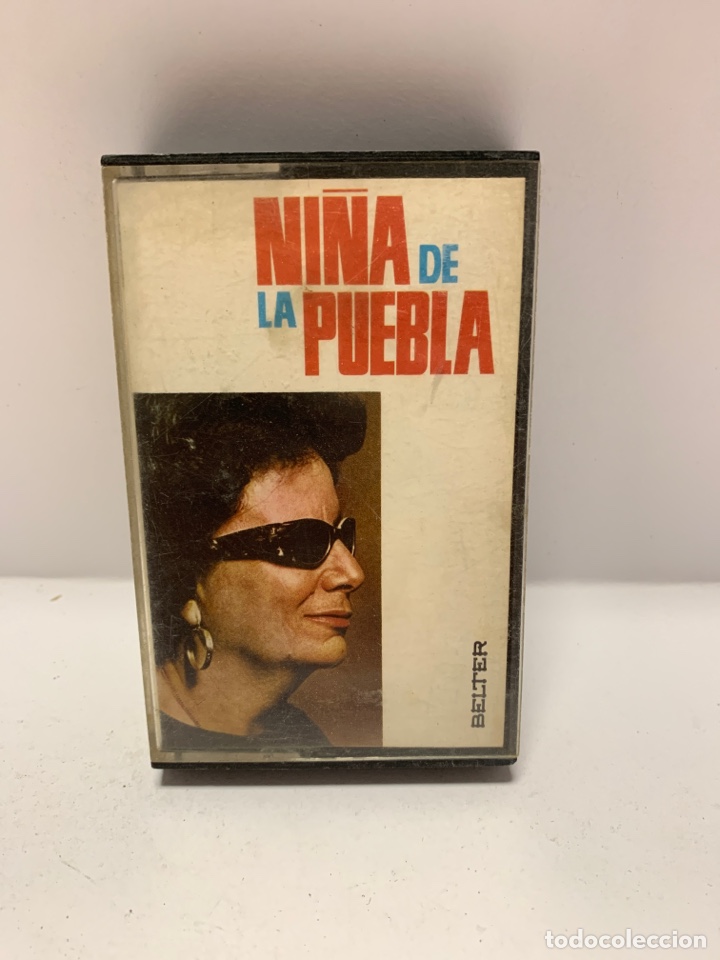 NIÑA DE
LA PUEBLA
BELTER
todocoleccion